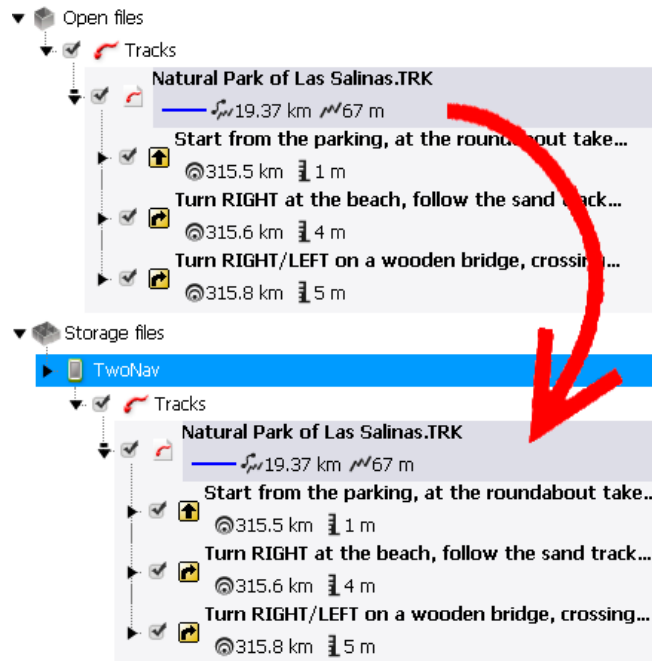 Open files
Tracks
Natural Park of Las Salinas.TRK
19.37 km 67 m
Start from the parking, at the roundabout take...
315.5 km 1 m
Turn RIGHT at the beach, follow the sand track...
315.6 km 4 m
Turn RIGHT/LEFT on a wooden bridge, crossing...
315.8 km 5 m
Storage files
TwoNav
Tracks
Natural Park of Las Salinas.TRK
19.37 km 67 m
Start from the parking, at the roundabout take..
315.5 km 1 m
Turn RIGHT at the beach, follow the sand track...
315.6 km 4 m
Turn RIGHT/LEFT on a wooden bridge, crossing...
315.8 km 5 m